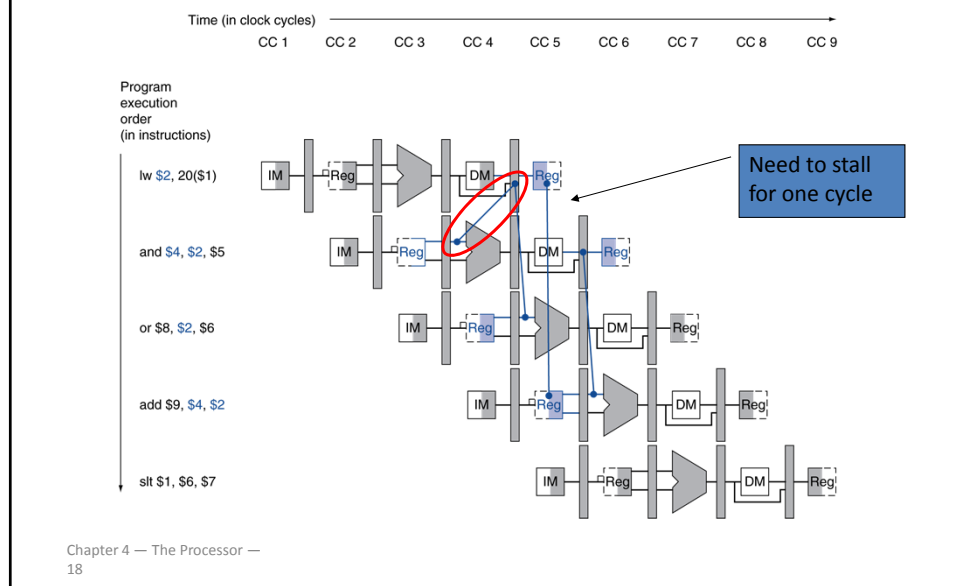 Time (in clock cycles)
CC 1 CC 2 CC 3 CC 4 CC 5 CC 6 CC 7 CC 8 CC 9
Program
execution
order
(in instructions)
Need to stall
for one cycle
lw $2, 20($1) IM Reg DM Reg
and $4, $2, $5 IM Reg DM Reg
or $8, $2, $6 IM Reg DM Reg
add $9, $4, $2 IM Reg DM Reg
slt $1, $6, $7 IM Reg DM Reg
Chapter 4 — The Processor —
18